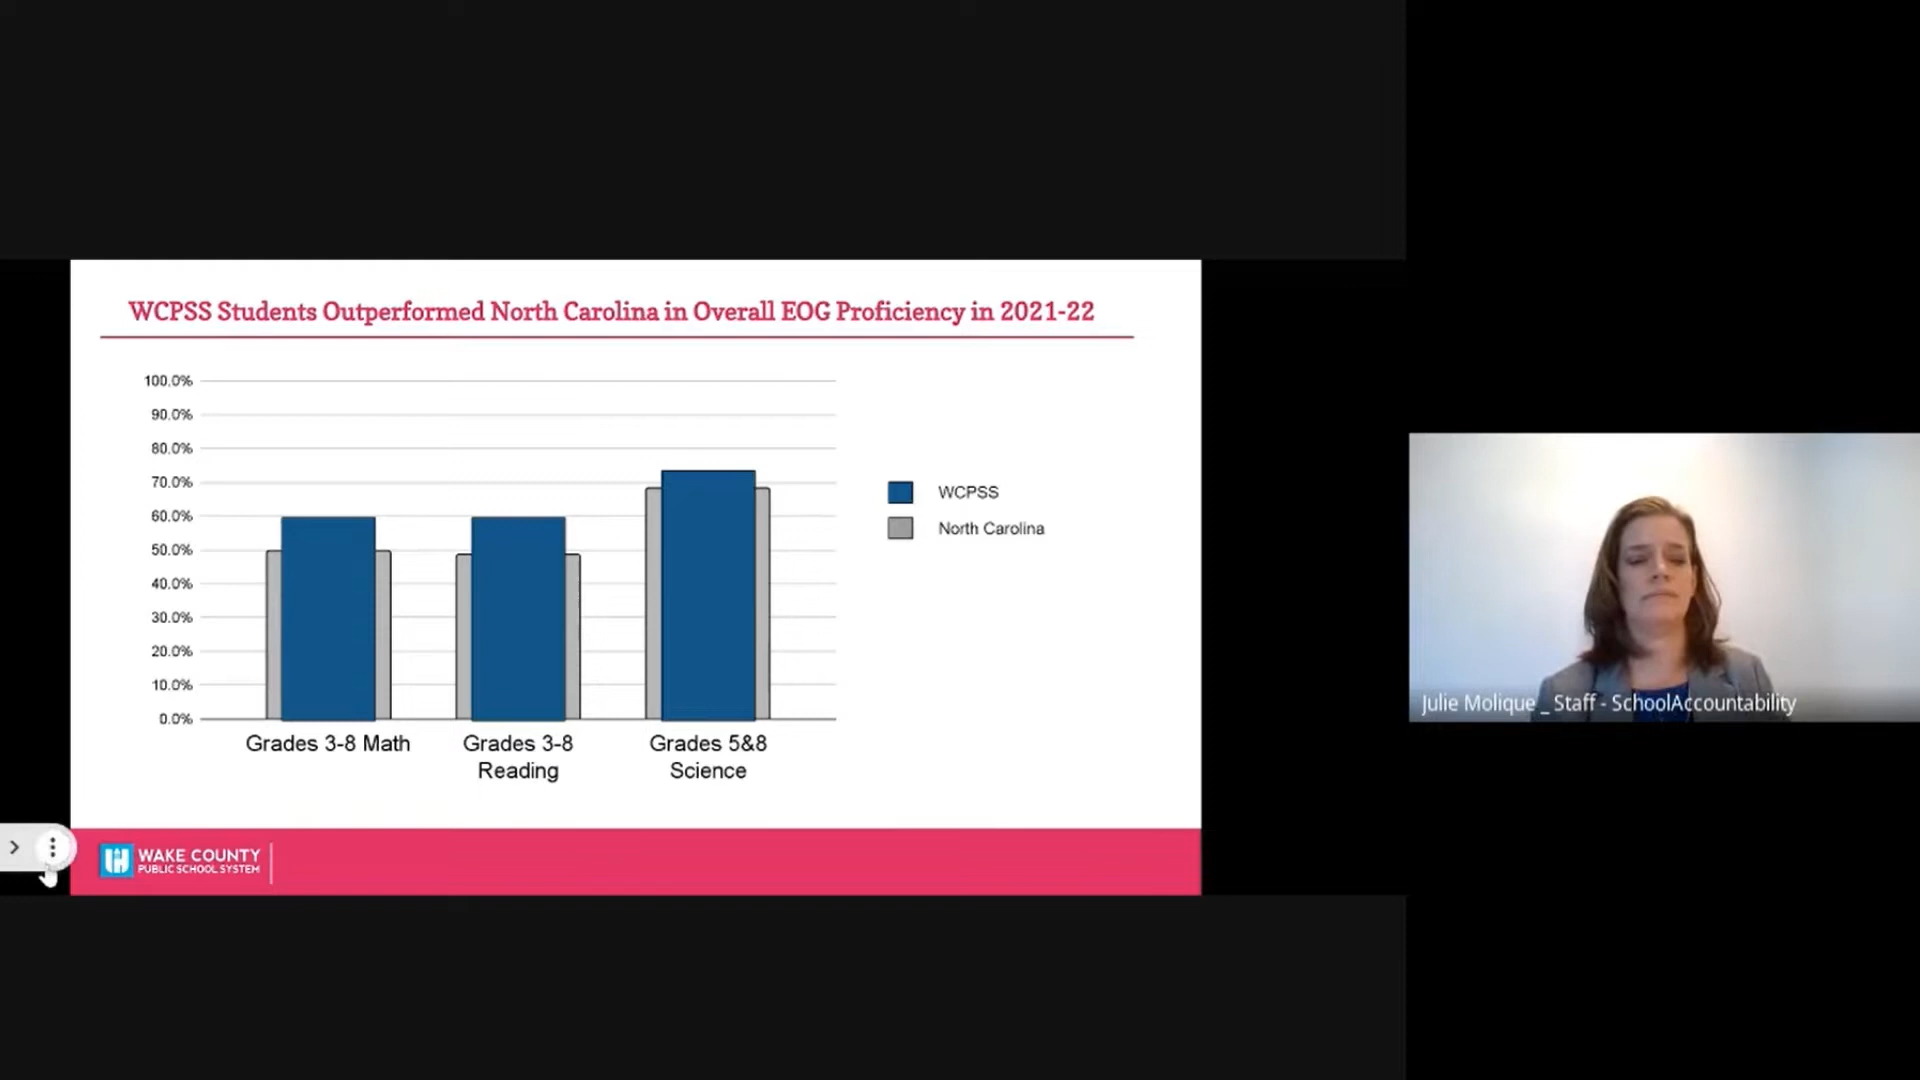 WCPSS Students Outperformed North Carolina in Overall EOG Proficiency in 2021-22
100.0%
90.0%
80.0%
70.0%
60.0%
50.0%
40.0%
30.0%
20.0%
10.0%
0.0%
Grades 3-8 Math
Grades 3-8
Reading
Grades 5&8
Science
WCPSS
North Carolina
WAKE COUNTY
PUBLIC SCHOOL SYSTEM
Julie Molique _ Staff - SchoolAccountability